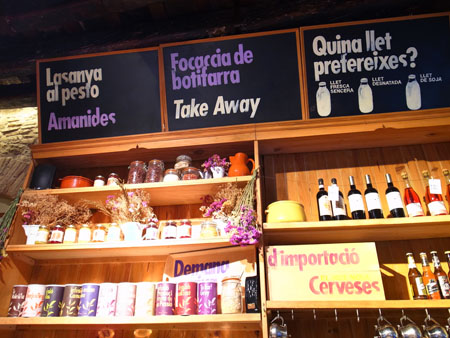 Lasanya
al pesto
Amanides
Focaccia de
botifarra
Take Away
Quina llet
prefereixes?
LLET
FRESCA
SENCERA
LLET
DESNATADA
LLET
DE SOJA
Demana
d'importació
Cerveses